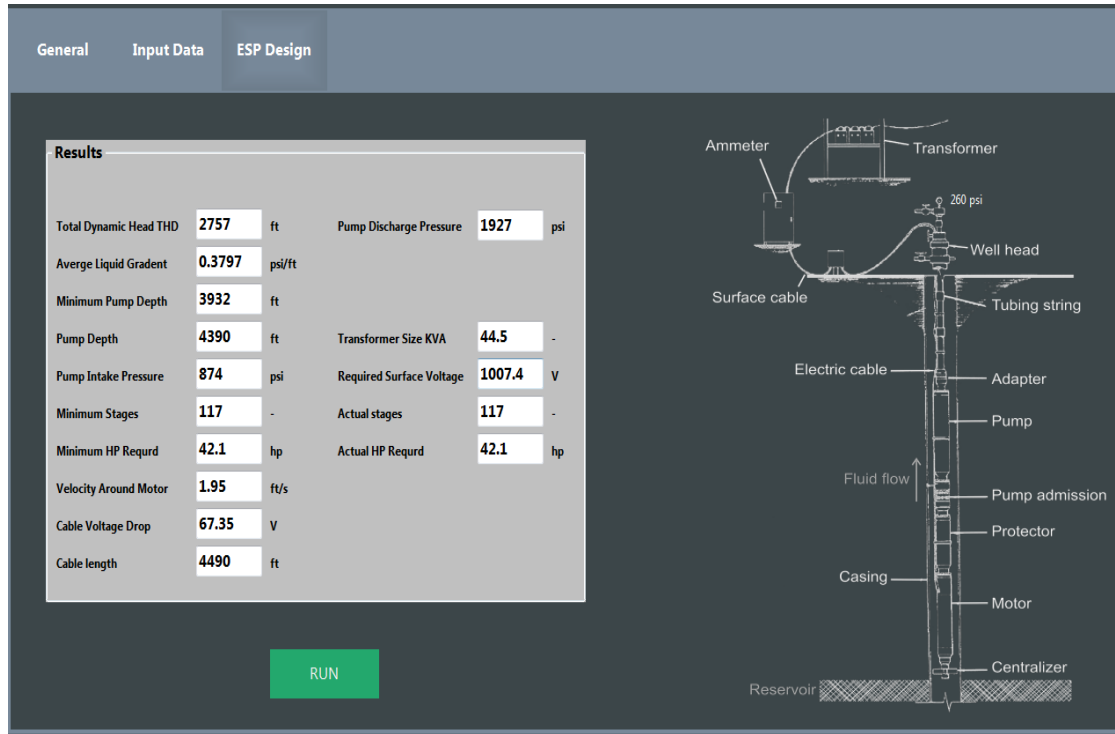 General Input Data ESP Design
Results
Total Dynamic Head THD 2757 ft Pump Discharge Pressure 1927 psi
Averge Liquid Gradent 0.3797 psi/ft
Minimum Pump Depth 3932 ft
Pump Depth 4390 ft Transformer Size KVA 44.5 -
Pump Intake Pressure 874 psi Required Surface Voltage 1007.4 V
Minimum Stages 117 - Actual stages 117 -
Minimum HP Requrd 42.1 hp Actual HP Requrd 42.1 hp
Velocity Around Motor 1.95 ft/s
Cable Voltage Drop 67.35 V
Cable length 4490 ft
RUN
Ammeter
Transformer
260 psi
Well head
Surface cable
Tubing string
Electric cable
Adapter
Pump
Fluid flow
Pump admission
Protector
Casing
Motor
Centralizer
Reservoir